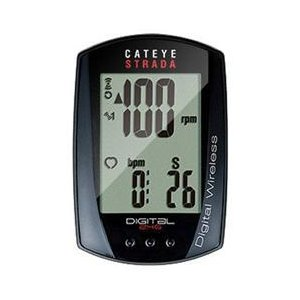 CATEYE
STRADA
100
rpm
bpm S
0: 26
DIGITAL
Digital Wireless